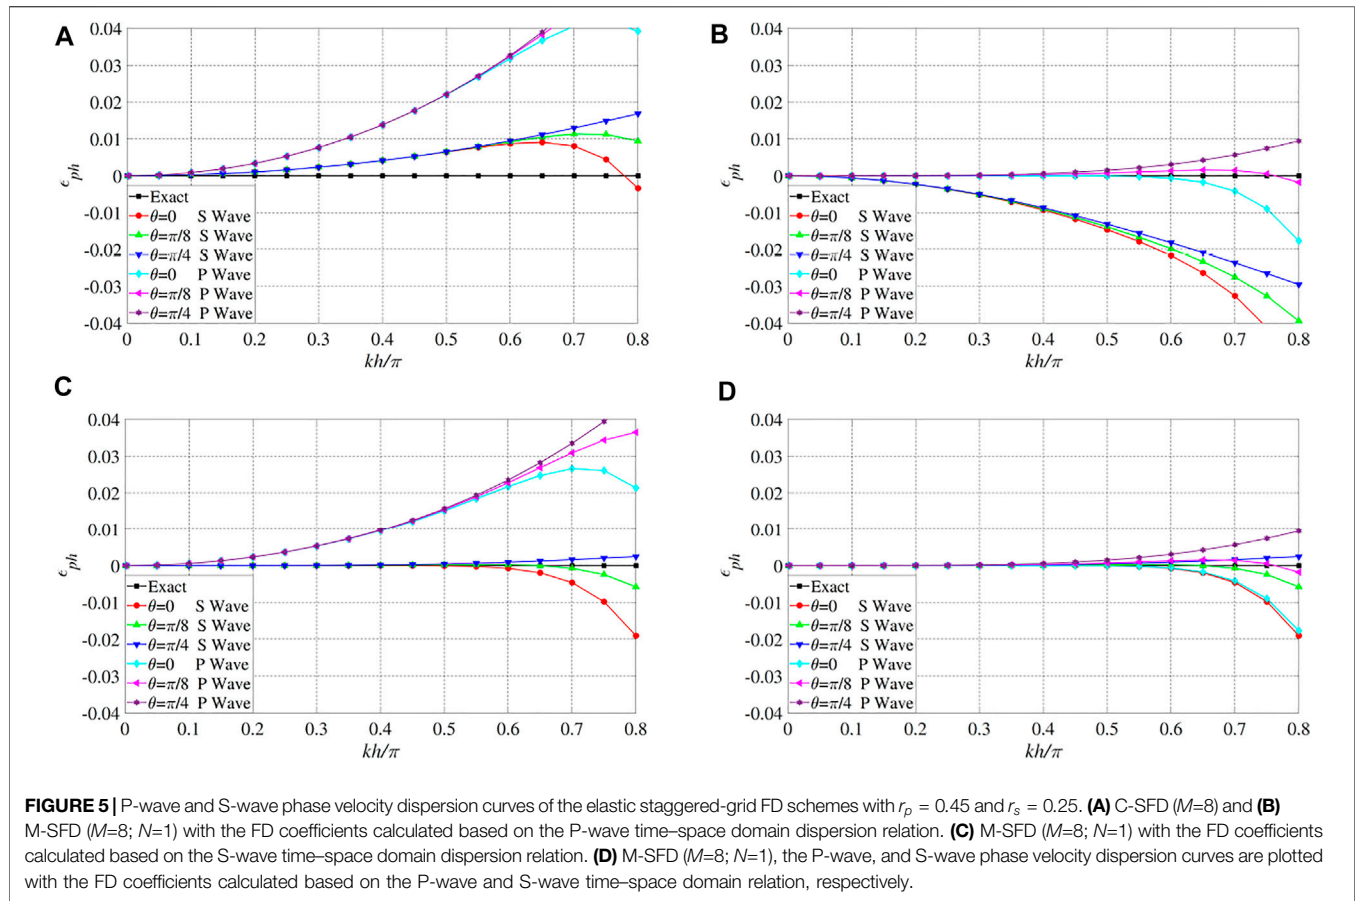 A
0.04
0.03
0.02
0.01
0
-0.01
-0.02
-0.03
-0.04
ϵph
Exact
θ=0 S Wave
θ=π/8 S Wave
θ=π/4 S Wave
θ=0 P Wave
θ=π/8 P Wave
θ=π/4 P Wave
0 0.1 0.2 0.3 0.4 0.5 0.6 0.7 0.8
kh/π
B
0.04
0.03
0.02
0.01
0
-0.01
-0.02
-0.03
-0.04
ϵph
Exact
θ=0 S Wave
θ=π/8 S Wave
θ=π/4 S Wave
θ=0 P Wave
θ=π/8 P Wave
θ=π/4 P Wave
0 0.1 0.2 0.3 0.4 0.5 0.6 0.7 0.8
kh/π
C
0.04
0.03
0.02
0.01
0
-0.01
-0.02
-0.03
-0.04
ϵph
Exact
θ=0 S Wave
θ=π/8 S Wave
θ=π/4 S Wave
θ=0 P Wave
θ=π/8 P Wave
θ=π/4 P Wave
0 0.1 0.2 0.3 0.4 0.5 0.6 0.7 0.8
kh/π
D
0.04
0.03
0.02
0.01
0
-0.01
-0.02
-0.03
-0.04
ϵph
Exact
θ=0 S Wave
θ=π/8 S Wave
θ=π/4 S Wave
θ=0 P Wave
θ=π/8 P Wave
θ=π/4 P Wave
0 0.1 0.2 0.3 0.4 0.5 0.6 0.7 0.8
kh/π
FIGURE 5 | P-wave and S-wave phase velocity dispersion curves of the elastic staggered-grid FD schemes with rp = 0.45 and rs = 0.25. (A) C-SFD (M=8) and (B)
M-SFD (M=8; N=1) with the FD coefficients calculated based on the P-wave time–space domain dispersion relation. (C) M-SFD (M=8; N=1) with the FD coefficients
calculated based on the S-wave time–space domain dispersion relation. (D) M-SFD (M=8; N=1), the P-wave, and S-wave phase velocity dispersion curves are plotted
with the FD coefficients calculated based on the P-wave and S-wave time–space domain relation, respectively.